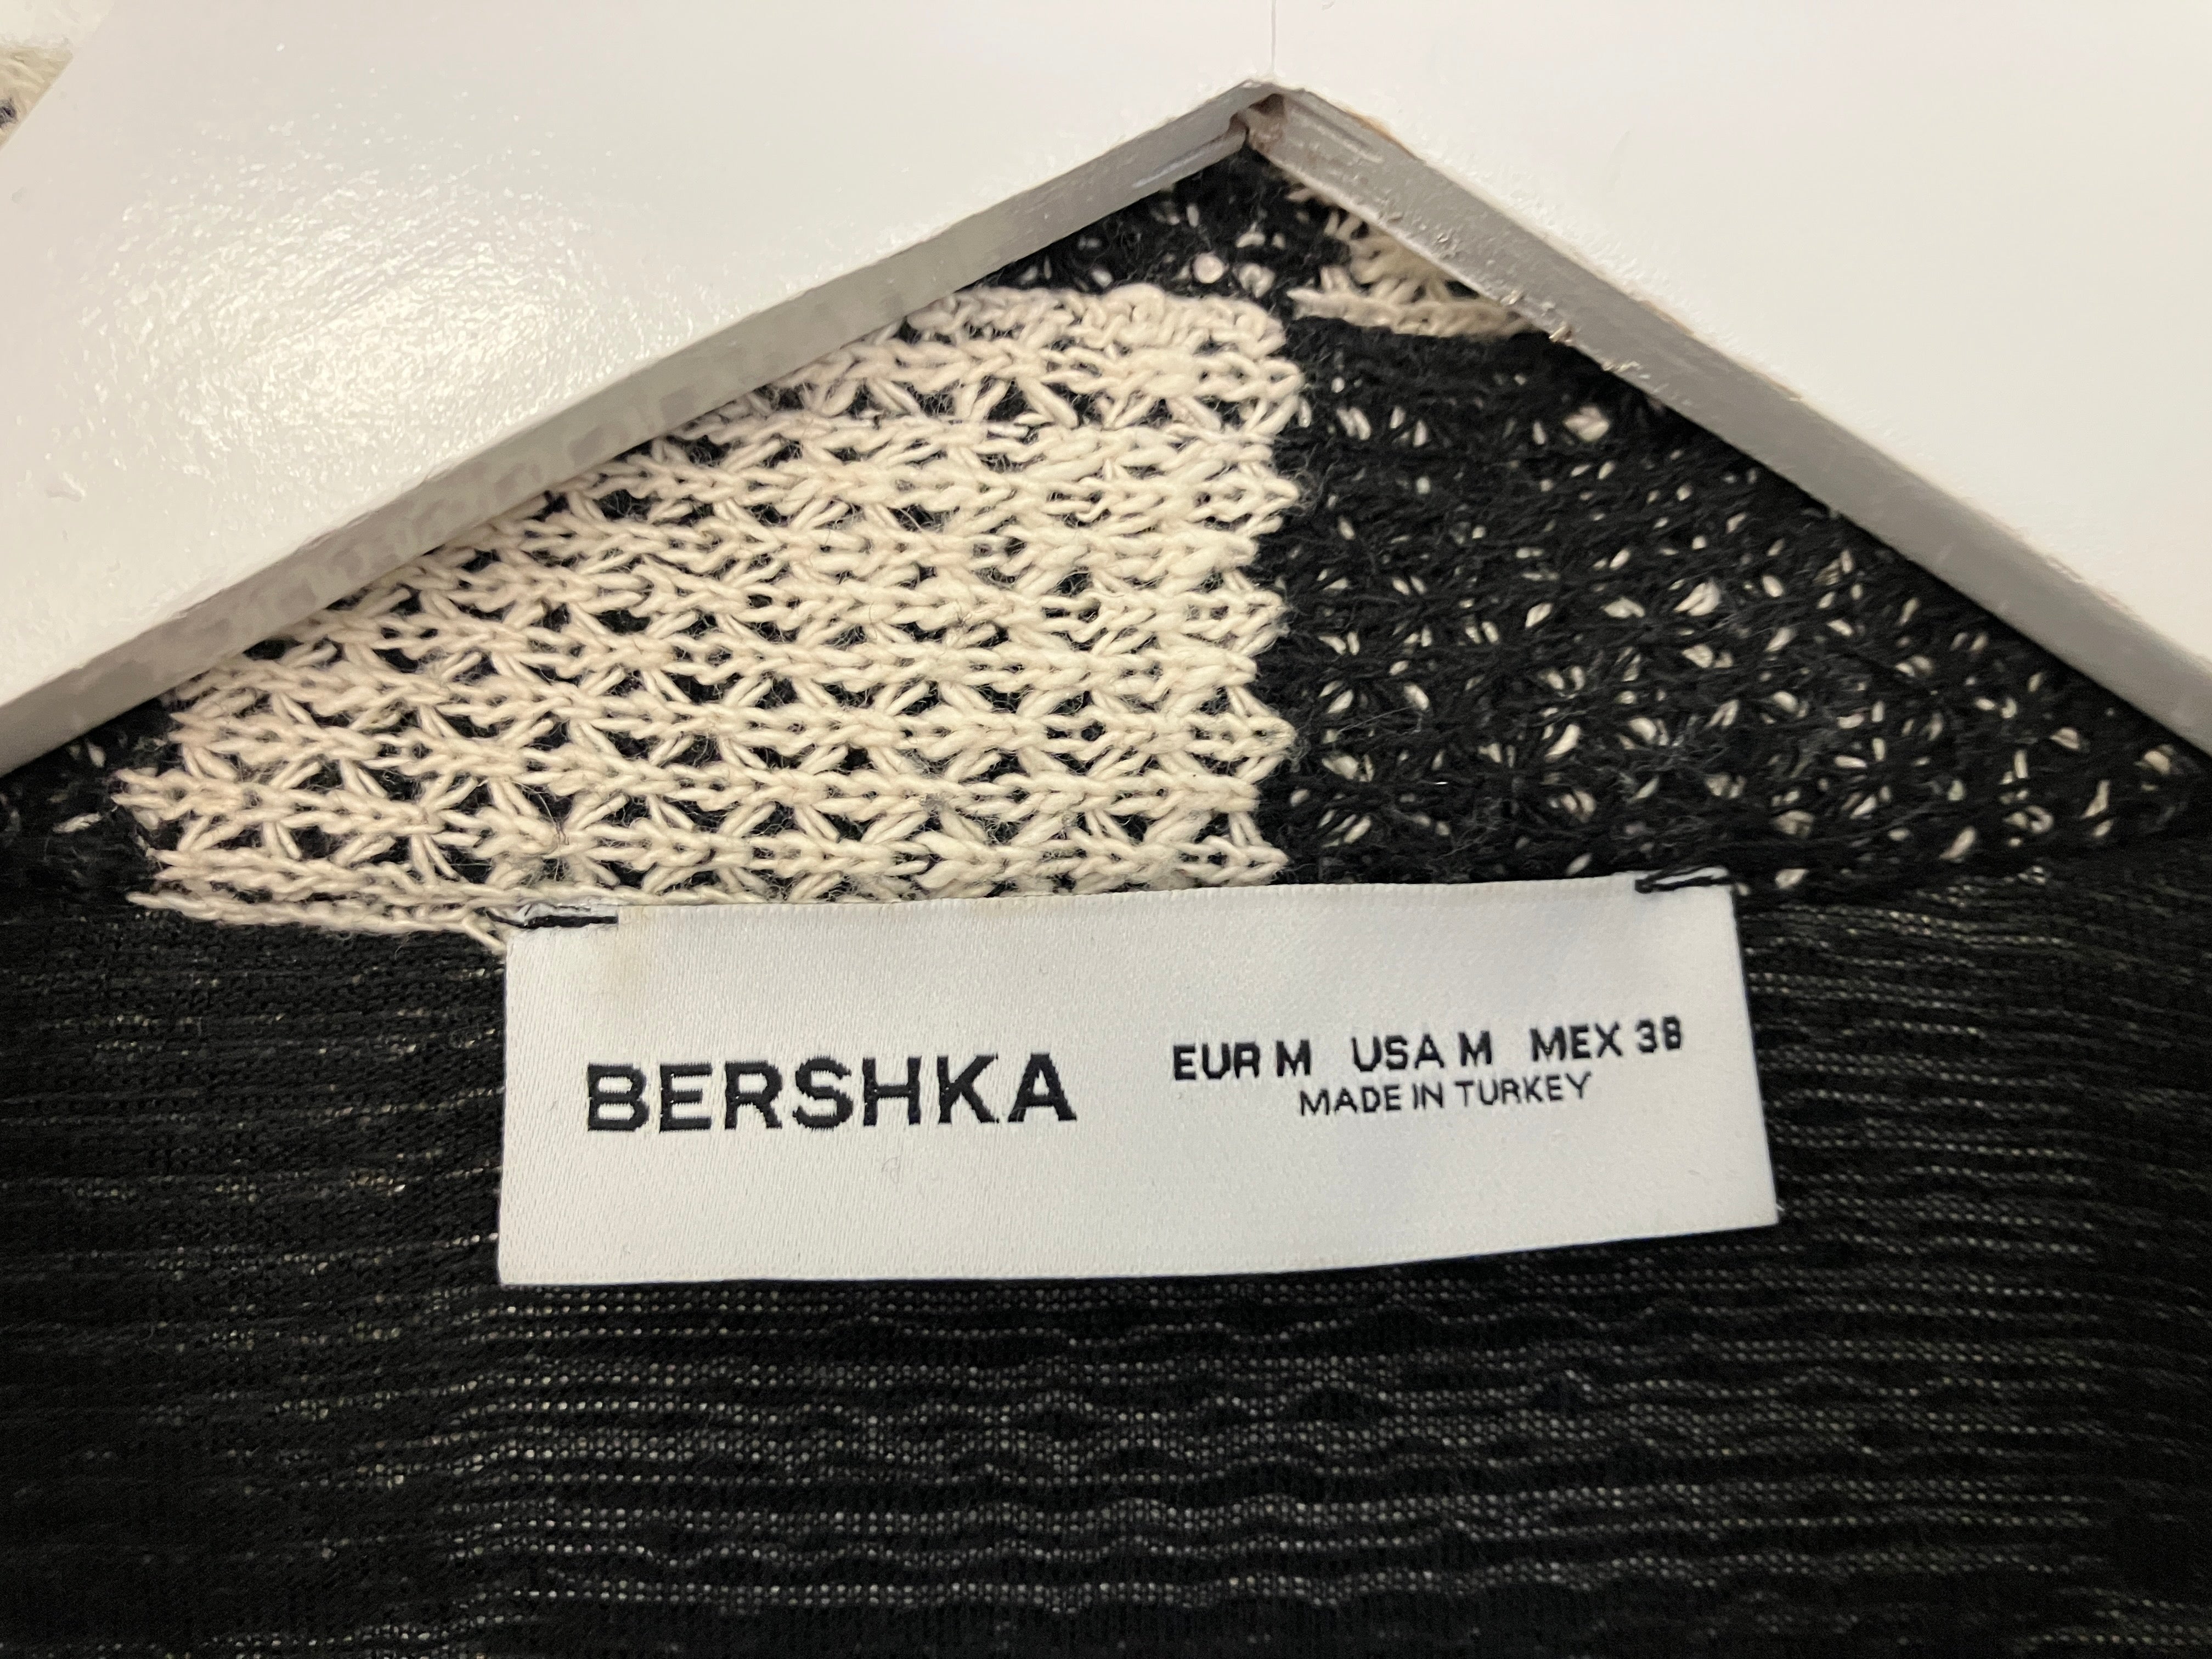 BERSHKA
EUR M USA M MEX 38
MADE IN TURKEY